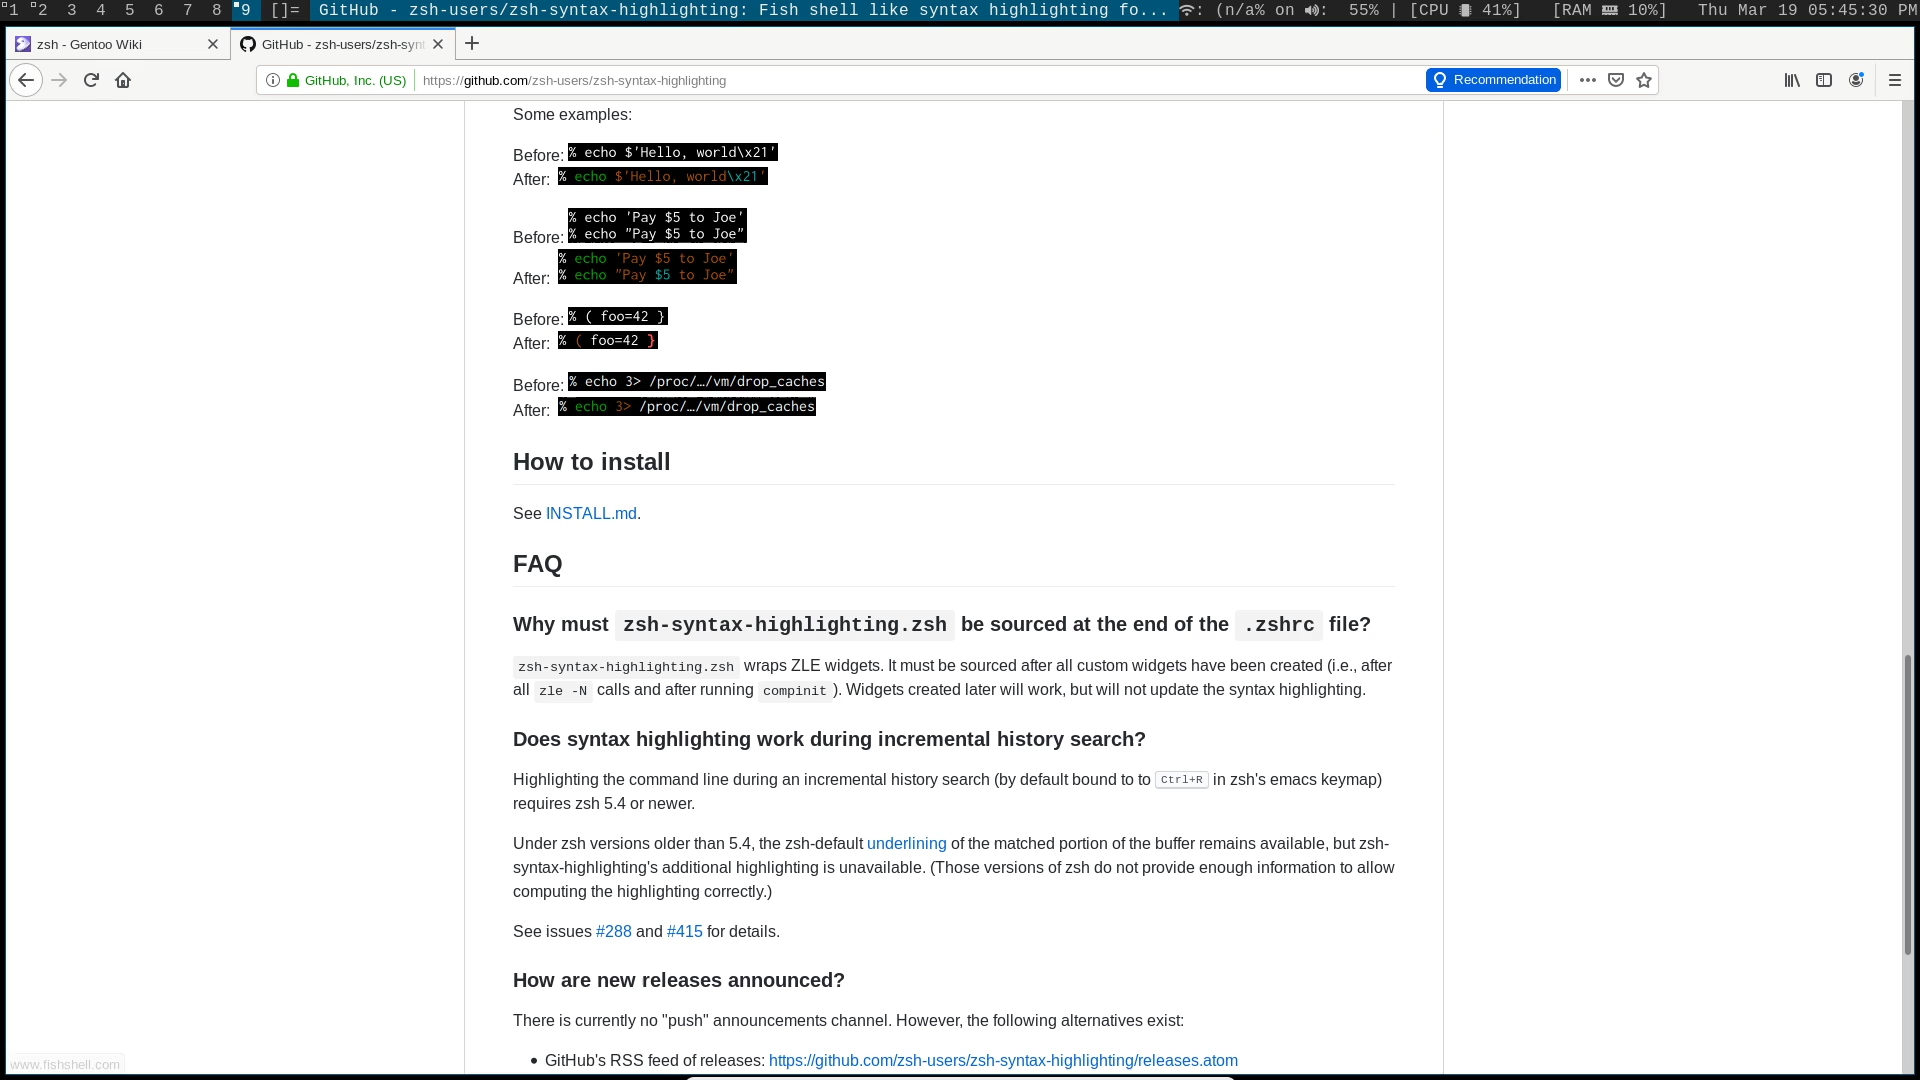 1 2 3 4 5 6 7 8 9 []= GitHub - zsh-users/zsh-syntax-highlighting: Fish shell like syntax highlighting fo... : (n/a% on : 55% | [CPU 41%] [RAM 10%] Thu Mar 19 05:45:30 PM
zsh - Gentoo Wiki
GitHub - zsh-users/zsh-synt
GitHub, Inc. (US) https://github.com/zsh-users/zsh-syntax-highlighting Recommendation
Some examples:
Before: % echo $'Hello, world\x21'
After: % echo $'Hello, world\x21'
% echo 'Pay $5 to Joe'
Before: % echo "Pay $5 to Joe"
% echo 'Pay $5 to Joe'
After: % echo "Pay $5 to Joe"
Before: % ( foo=42 }
After: % ( foo=42 }
Before: % echo 3> /proc/…/vm/drop_caches
After: % echo 3> /proc/…/vm/drop_caches
How to install
See INSTALL.md.
FAQ
Why must zsh-syntax-highlighting.zsh be sourced at the end of the .zshrc file?
zsh-syntax-highlighting.zsh wraps ZLE widgets. It must be sourced after all custom widgets have been created (i.e., after
all zle -N calls and after running compinit ). Widgets created later will work, but will not update the syntax highlighting.
Does syntax highlighting work during incremental history search?
Highlighting the command line during an incremental history search (by default bound to to Ctrl+R in zsh's emacs keymap)
requires zsh 5.4 or newer.
Under zsh versions older than 5.4, the zsh-default underlining of the matched portion of the buffer remains available, but zsh-
syntax-highlighting's additional highlighting is unavailable. (Those versions of zsh do not provide enough information to allow
computing the highlighting correctly.)
See issues #288 and #415 for details.
How are new releases announced?
There is currently no "push" announcements channel. However, the following alternatives exist:
• GitHub's RSS feed of releases: https://github.com/zsh-users/zsh-syntax-highlighting/releases.atom
www.fishshell.com